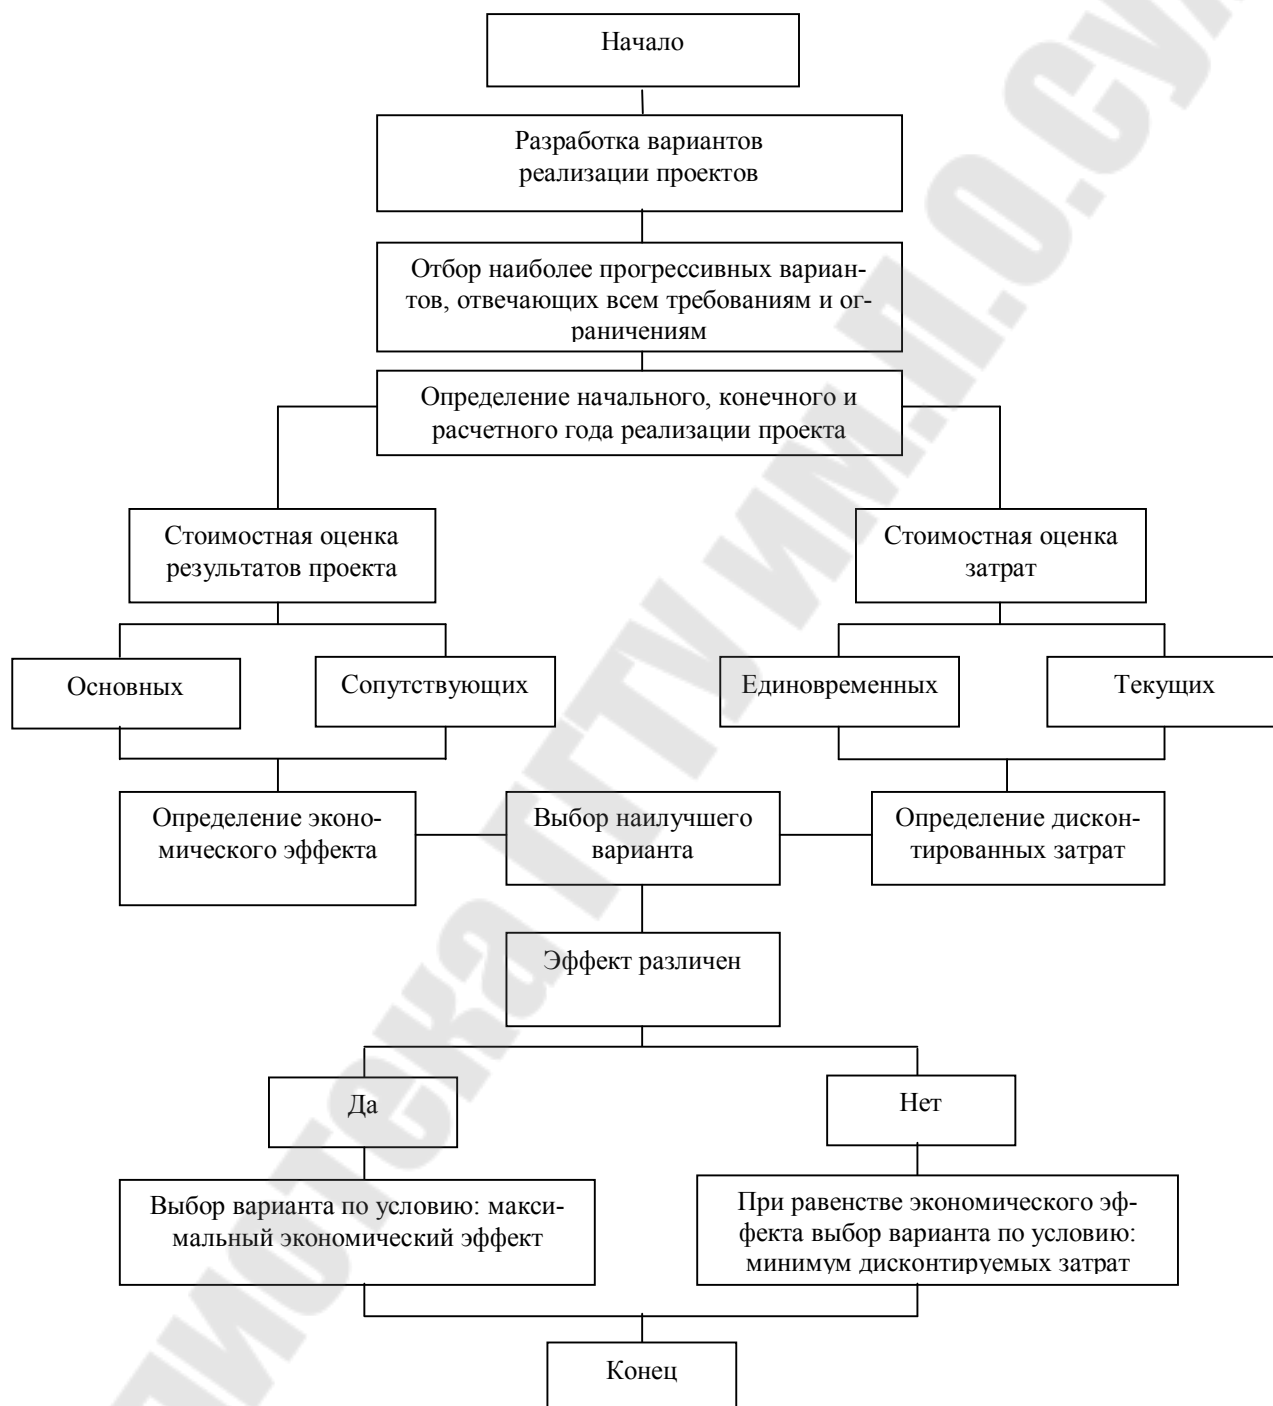 Начало
Разработка вариантов
реализации проектов
Отбор наиболее прогрессивных вариан-
тов, отвечающих всем требованиям и ог-
раничениям
Определение начального, конечного и
расчетного года реализации проекта
Стоимостная оценка
результатов проекта
Стоимостная оценка
затрат
Основных
Сопутствующих
Единовременных
Текущих
Определение эконо-
мического эффекта
Выбор наилучшего
варианта
Определение дискон-
тированных затрат
Эффект различен
Да
Нет
Выбор варианта по условию: макси-
мальный экономический эффект
При равенстве экономического эф-
фекта выбор варианта по условию:
минимум дисконтируемых затрат
Конец
ГГТУ им.П.О.